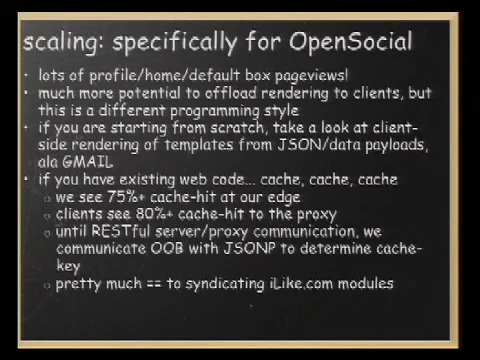 scaling: specifically for OpenSocial
• lots of profile/home/default box pageviews!
• much more potential to offload rendering to clients, but
this is a different programming style
• if you are starting from scratch, take a look at client-
side rendering of templates from JSON/data payloads,
ala GMAIL
• if you have existing web code... cache, cache, cache
o we see 75%+ cache-hit at our edge
o clients see 80%+ cache-hit to the proxy
o until RESTful server/proxy communication, we
communicate OOB with JSONP to determine cache-
key
o pretty much == to syndicating iLike.com modules